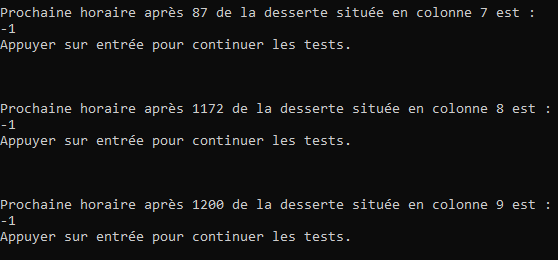 Prochaine horaire après 87 de la desserte située en colonne 7 est :
-1
Appuyer sur entrée pour continuer les tests.
Prochaine horaire après 1172 de la desserte située en colonne 8 est :
-1
Appuyer sur entrée pour continuer les tests.
Prochaine horaire après 1200 de la desserte située en colonne 9 est :
-1
Appuyer sur entrée pour continuer les tests.